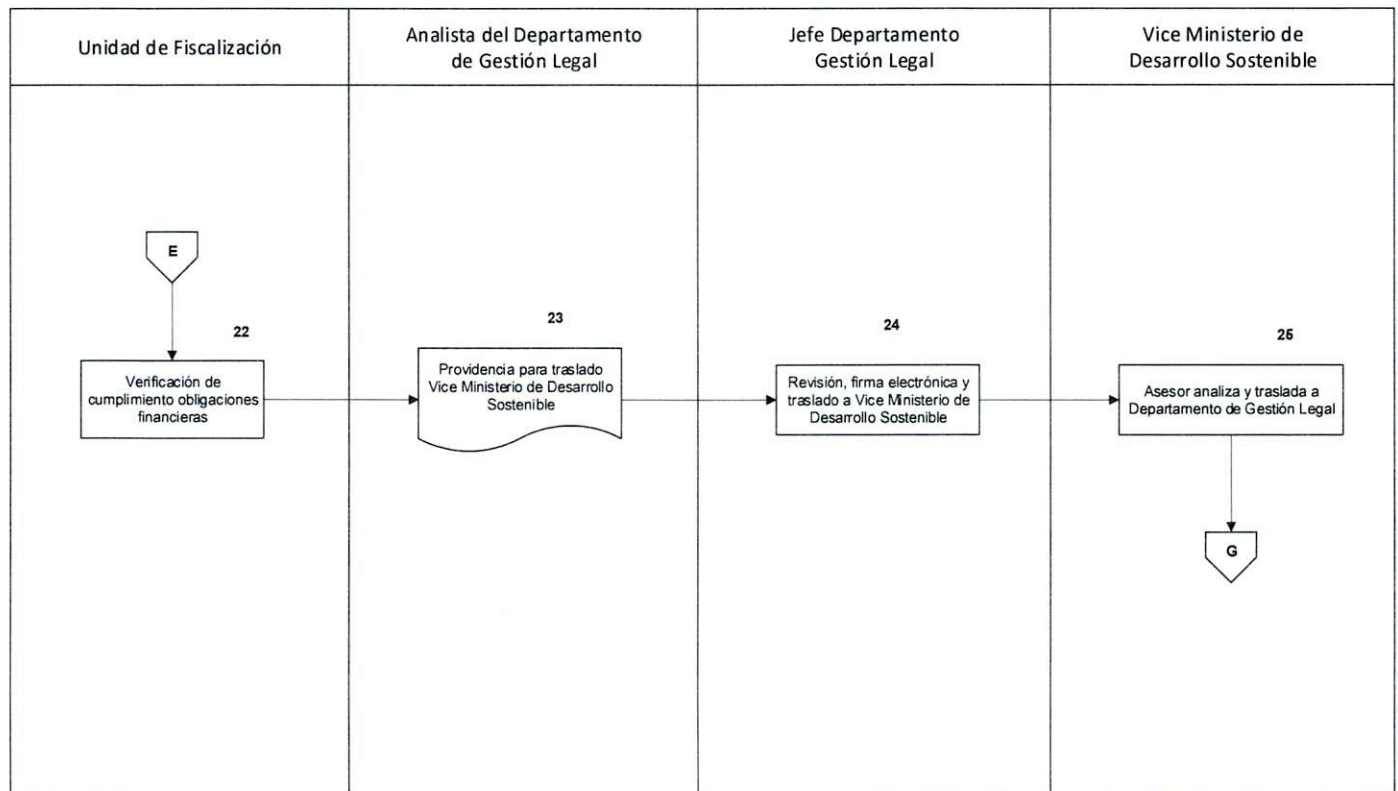 Unidad de Fiscalización
Analista del Departamento
de Gestión Legal
Jefe Departamento
Gestión Legal
Vice Ministerio de
Desarrollo Sostenible
E
22
Verificación de
cumplimiento obligaciones
financieras
23
Providencia para traslado
Vice Ministerio de Desarrollo
Sostenible
24
Revisión, firma electrónica y
traslado a Vice Ministerio de
Desarrollo Sostenible
25
Asesor analiza y traslada a
Departamento de Gestión Legal
G